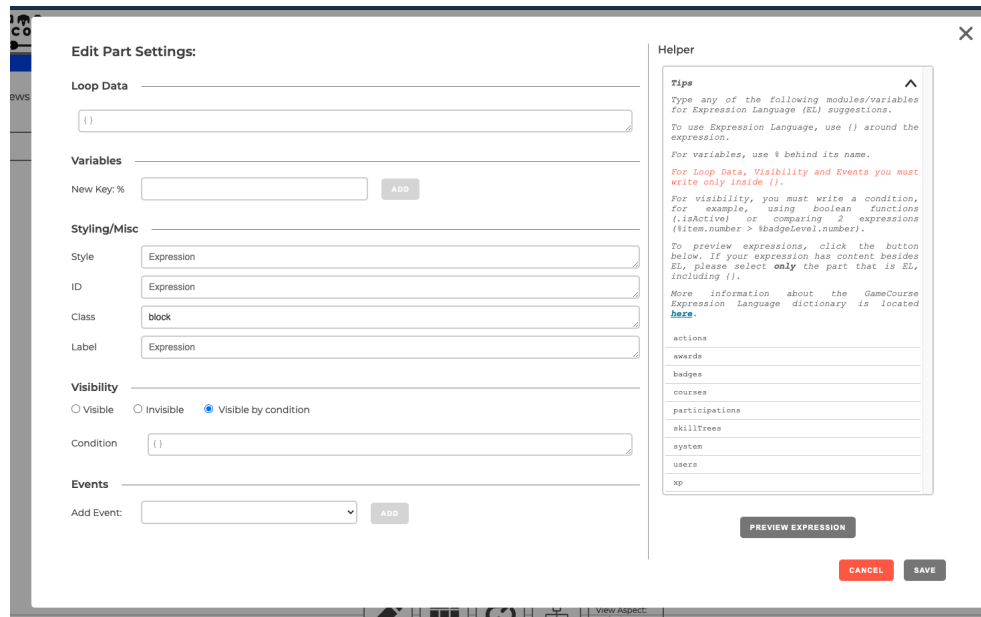 co
ews
Edit Part Settings:
Loop Data
{}
Variables
New Key: %
ADD
Styling/Misc
Style
Expression
ID
Expression
Class
block
Label
Expression
Visibility
Visible
Invisible
Visible by condition
Condition
{}
Events
Add Event:
ADD
Helper
Tips
Type any of the following modules/variables
for Expression Language (EL) suggestions.
To use Expression Language, use {} around the
expression.
For variables, use % behind its name.
For Loop Data, Visibility and Events you must
write only inside {}.
For visibility, you must write a condition,
for example, using boolean functions
(.isActive) or comparing 2 expressions
(%item.number > %badgeLevel.number).
To preview expressions, click the button
below. If your expression has content besides
EL, please select only the part that is EL,
including {}.
More information about the GameCourse
Expression Language dictionary is located
here.
actions
awards
badges
courses
participations
skillTrees
system
users
xp
PREVIEW EXPRESSION
CANCEL
SAVE
View Aspect: